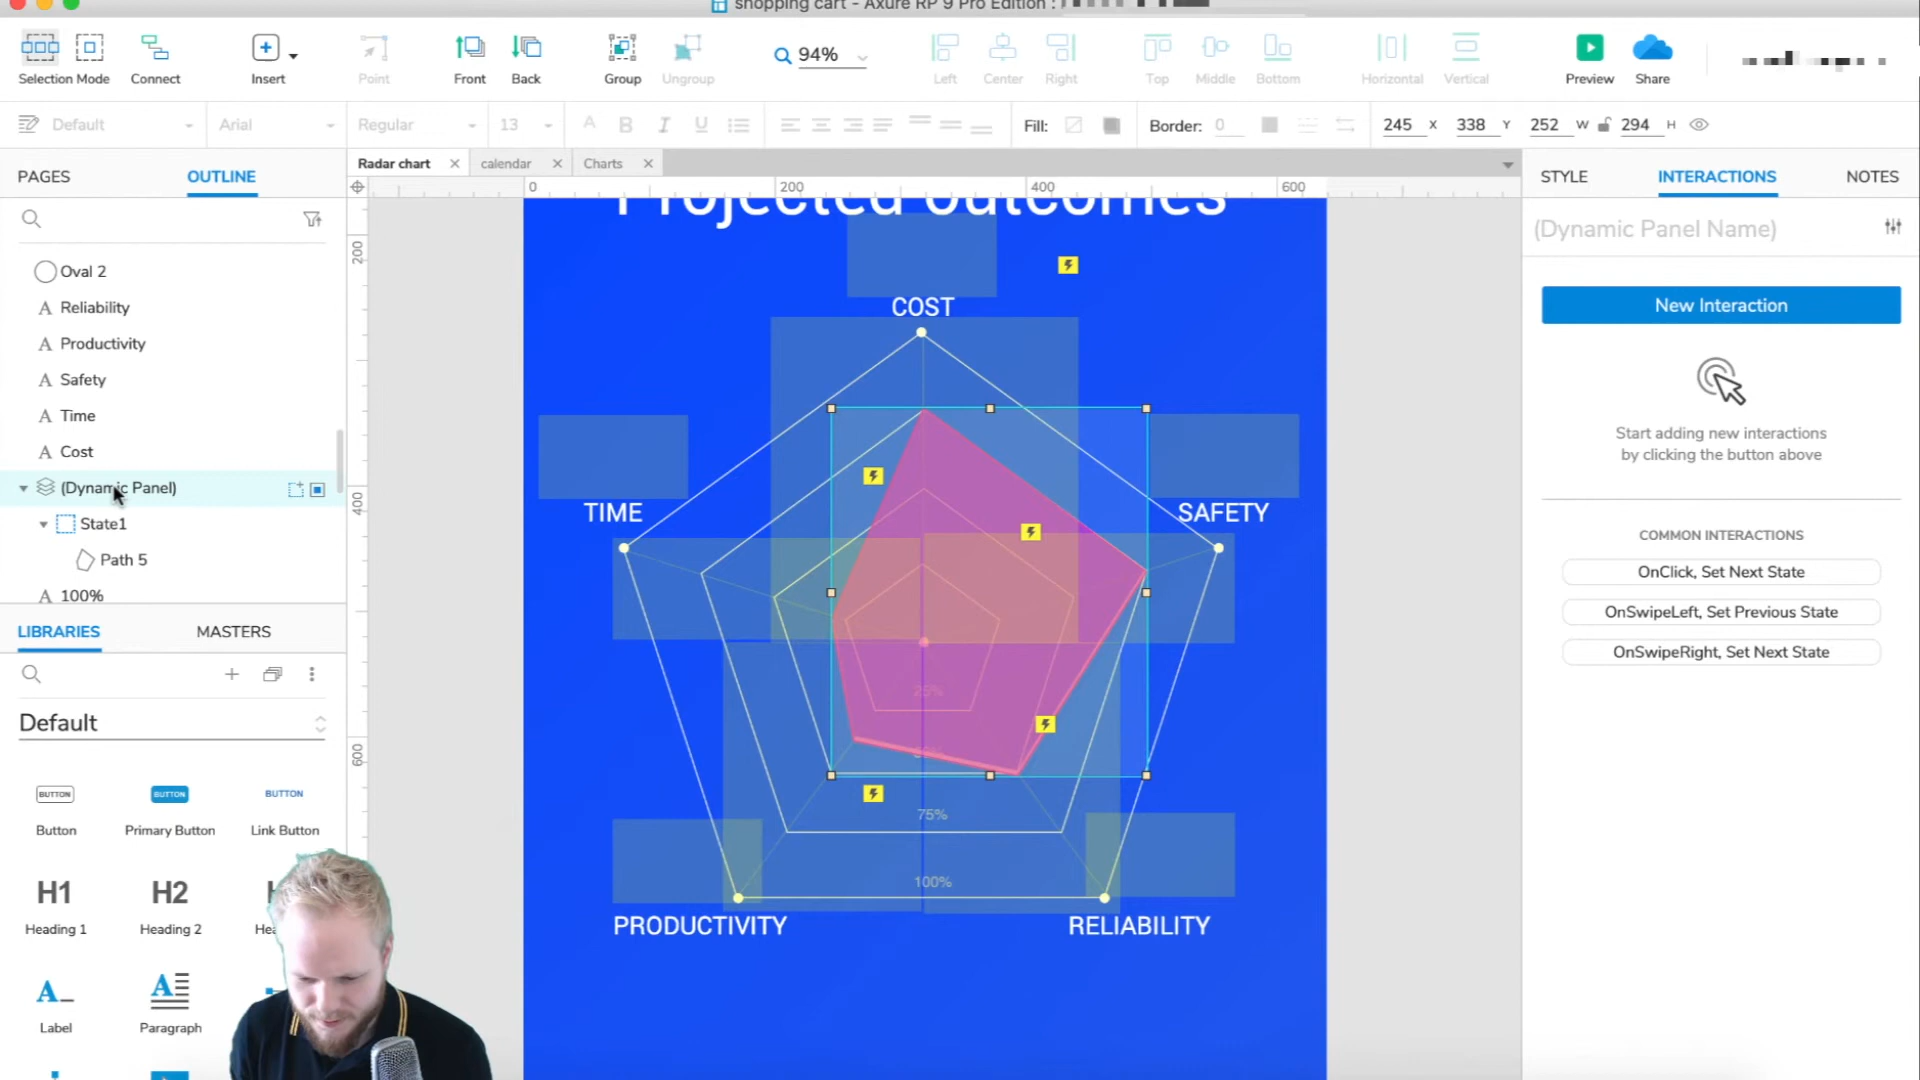 shopping cart - Axure RP 9 Pro Edition :
Selection Mode Connect Insert Point Front Back Group Ungroup 94% Left Center Right Top Middle Bottom Horizontal Vertical Preview Share
Default Arial Regular 13 A B I U Fill: Border: 0 245 X 338 Y 252 W 294 H
PAGES OUTLINE
Radar chart calendar Charts
STYLE INTERACTIONS NOTES
0 200 400 600
200
400
600
Oval 2
A Reliability
A Productivity
A Safety
A Time
A Cost
(Dynamic Panel)
State1
Path 5
A 100%
LIBRARIES MASTERS
Default
BUTTON BUTTON BUTTON
Button Primary Button Link Button
H1 H2
Heading 1 Heading 2
A A
Label Paragraph
Projected outcomes
COST
TIME SAFETY
25%
75%
100%
PRODUCTIVITY RELIABILITY
(Dynamic Panel Name)
New Interaction
Start adding new interactions
by clicking the button above
COMMON INTERACTIONS
OnClick, Set Next State
OnSwipeLeft, Set Previous State
OnSwipeRight, Set Next State